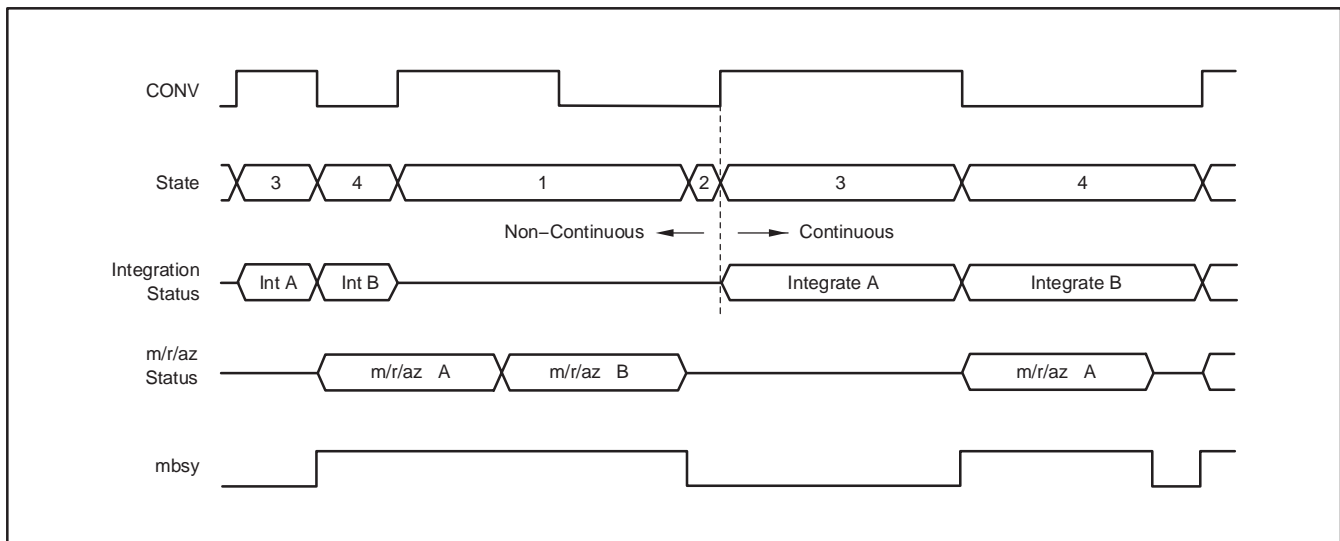 CONV
State
3
4
1
2
3
4
Non−Continuous
Continuous
Integration
Status
Int A
Int B
Integrate A
Integrate B
m/r/az
Status
m/r/az A
m/r/az B
m/r/az A
mbsy